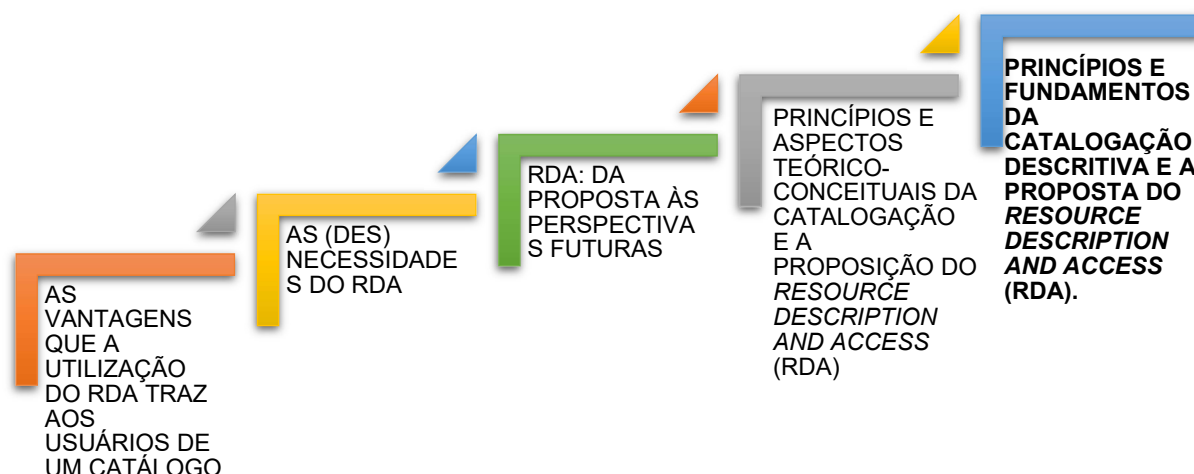 AS
VANTAGENS
QUE A
UTILIZAÇÃO
DO RDA TRAZ
AOS
USUÁRIOS DE
UM CATÁLOGO
AS (DES)
NECESSIDADE
S DO RDA
RDA: DA
PROPOSTA ÀS
PERSPECTIVA
S FUTURAS
PRINCÍPIOS E
ASPECTOS
TEÓRICO-
CONCEITUAIS DA
CATALOGAÇÃO
E A
PROPOSIÇÃO DO
RESOURCE
DESCRIPTION
AND ACCESS
(RDA)
PRINCÍPIOS E
FUNDAMENTOS
DA
CATALOGAÇÃO
DESCRITIVA E A
PROPOSTA DO
RESOURCE
DESCRIPTION
AND ACCESS
(RDA).